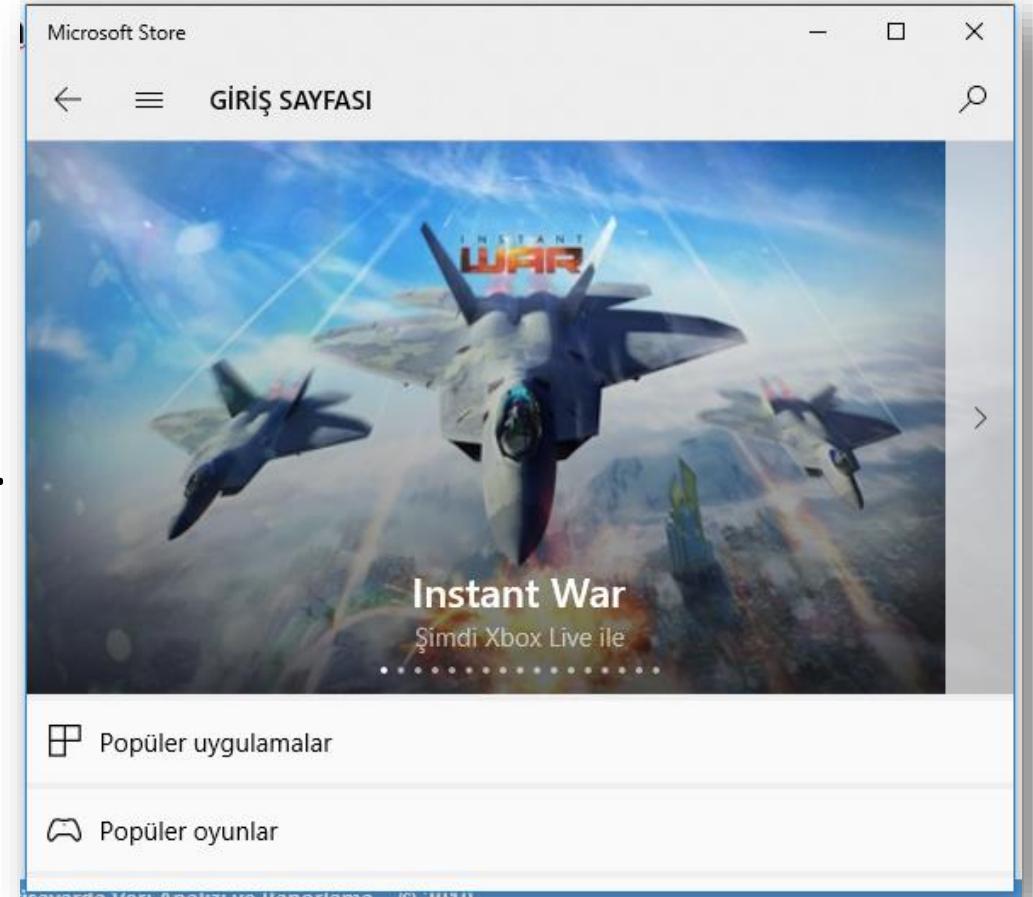 Microsoft Store
GİRİŞ SAYFASI
INSTANT
WAR
Instant War
Şimdi Xbox Live ile
Popüler uygulamalar
Popüler oyunlar